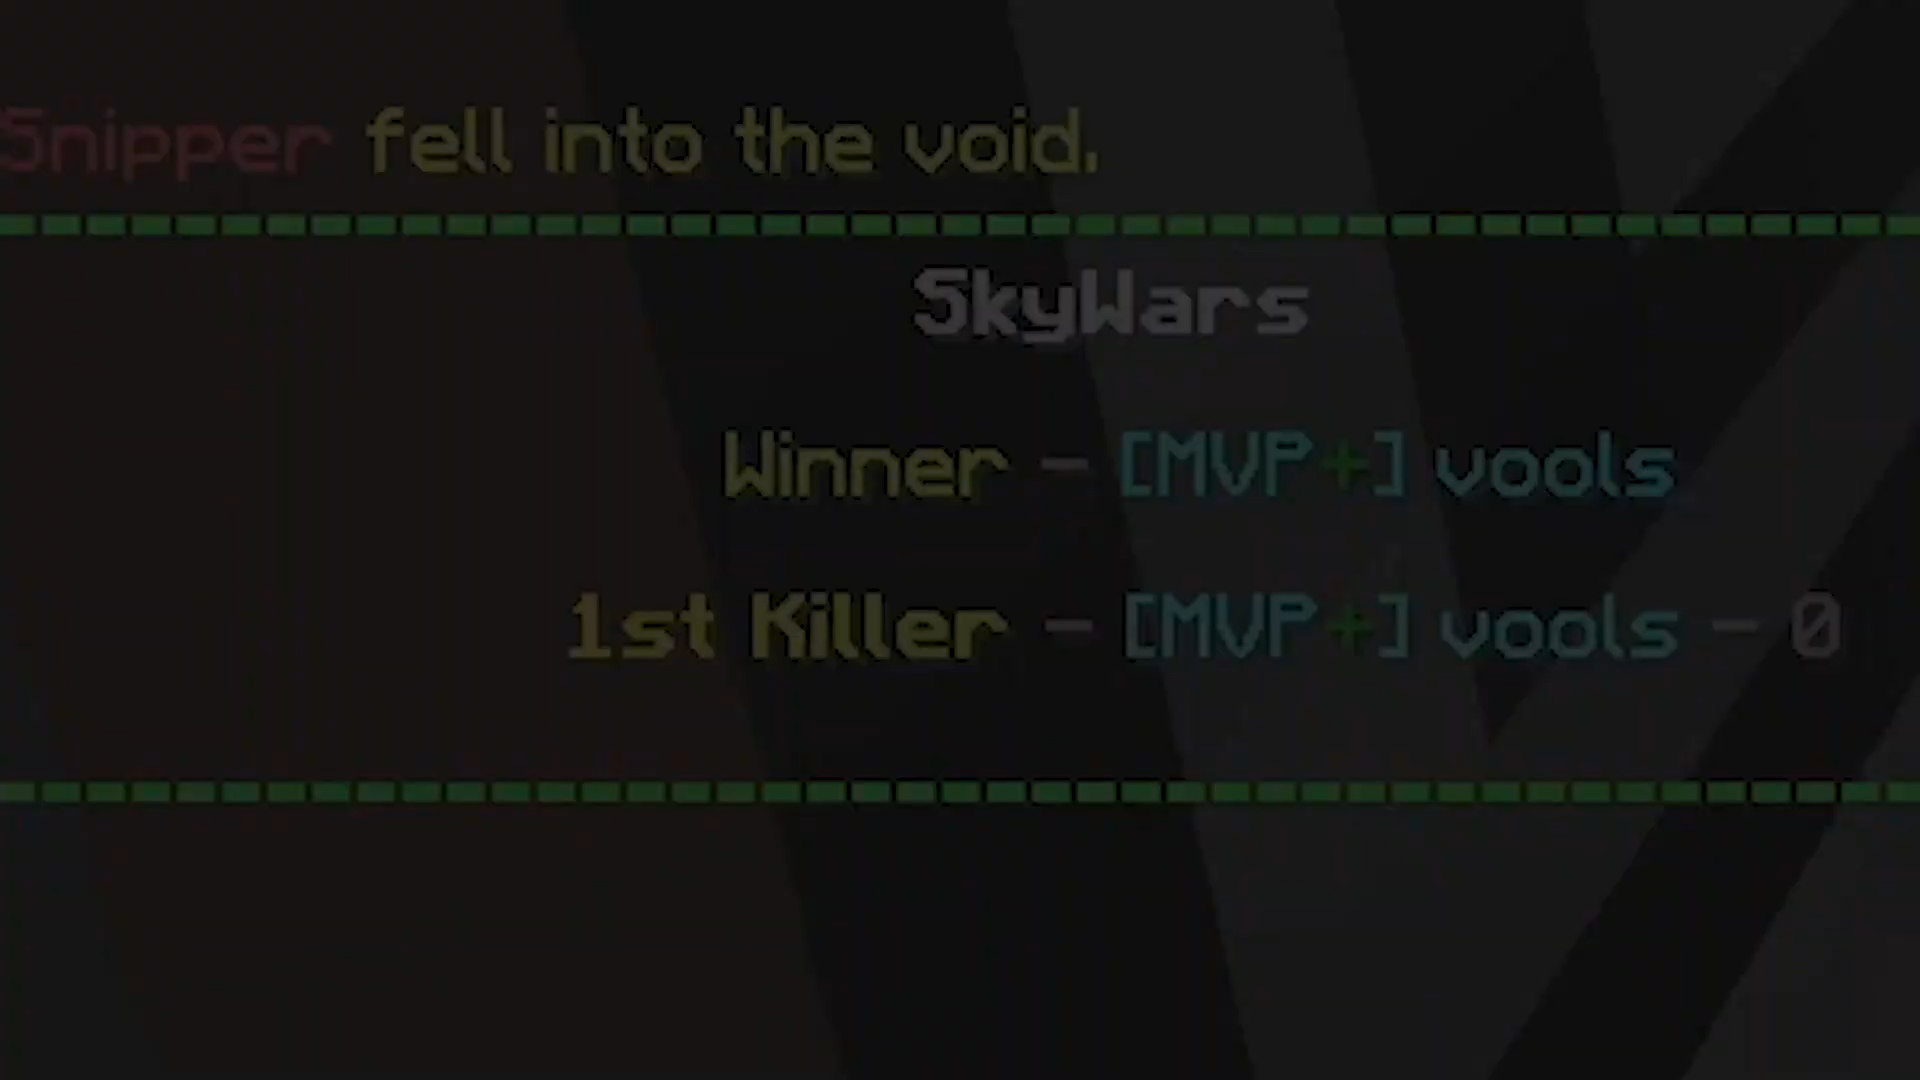 Snipper fell into the void.
SkyWars
Winner - [MVP+] vools
1st Killer - [MVP+] vools - 0